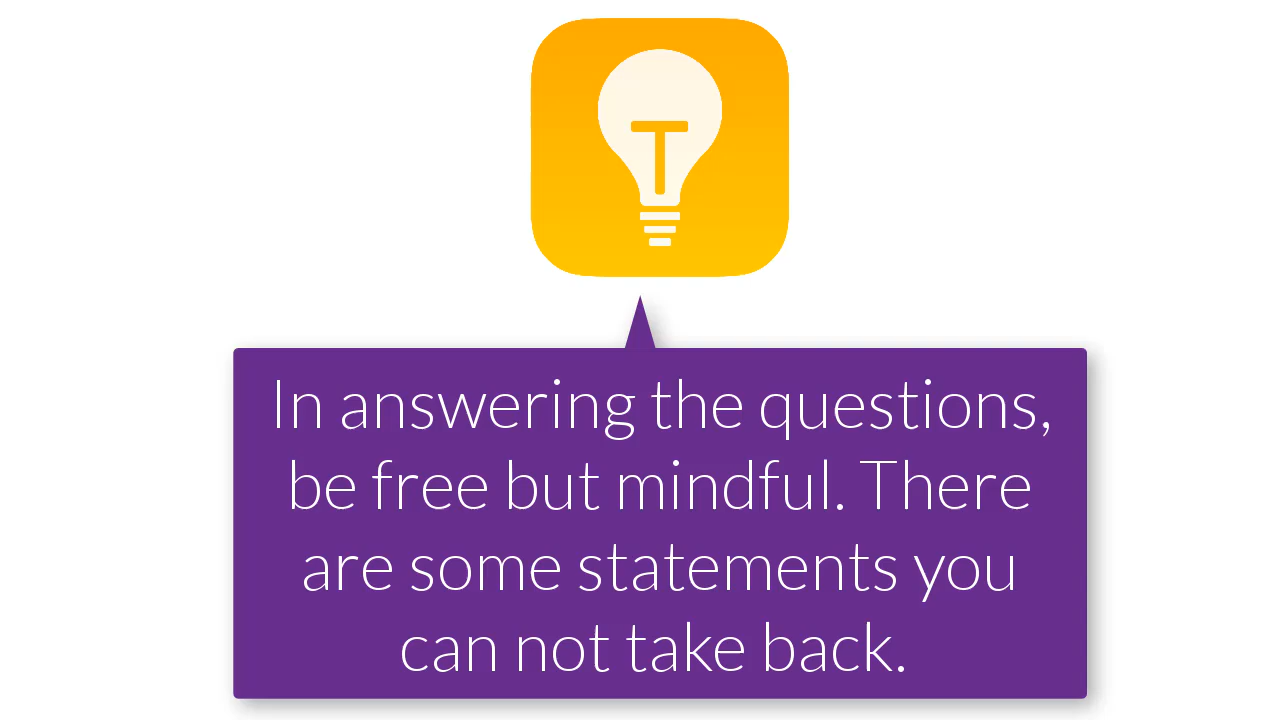 T
In answering the questions,
be free but mindful. There
are some statements you
can not take back.